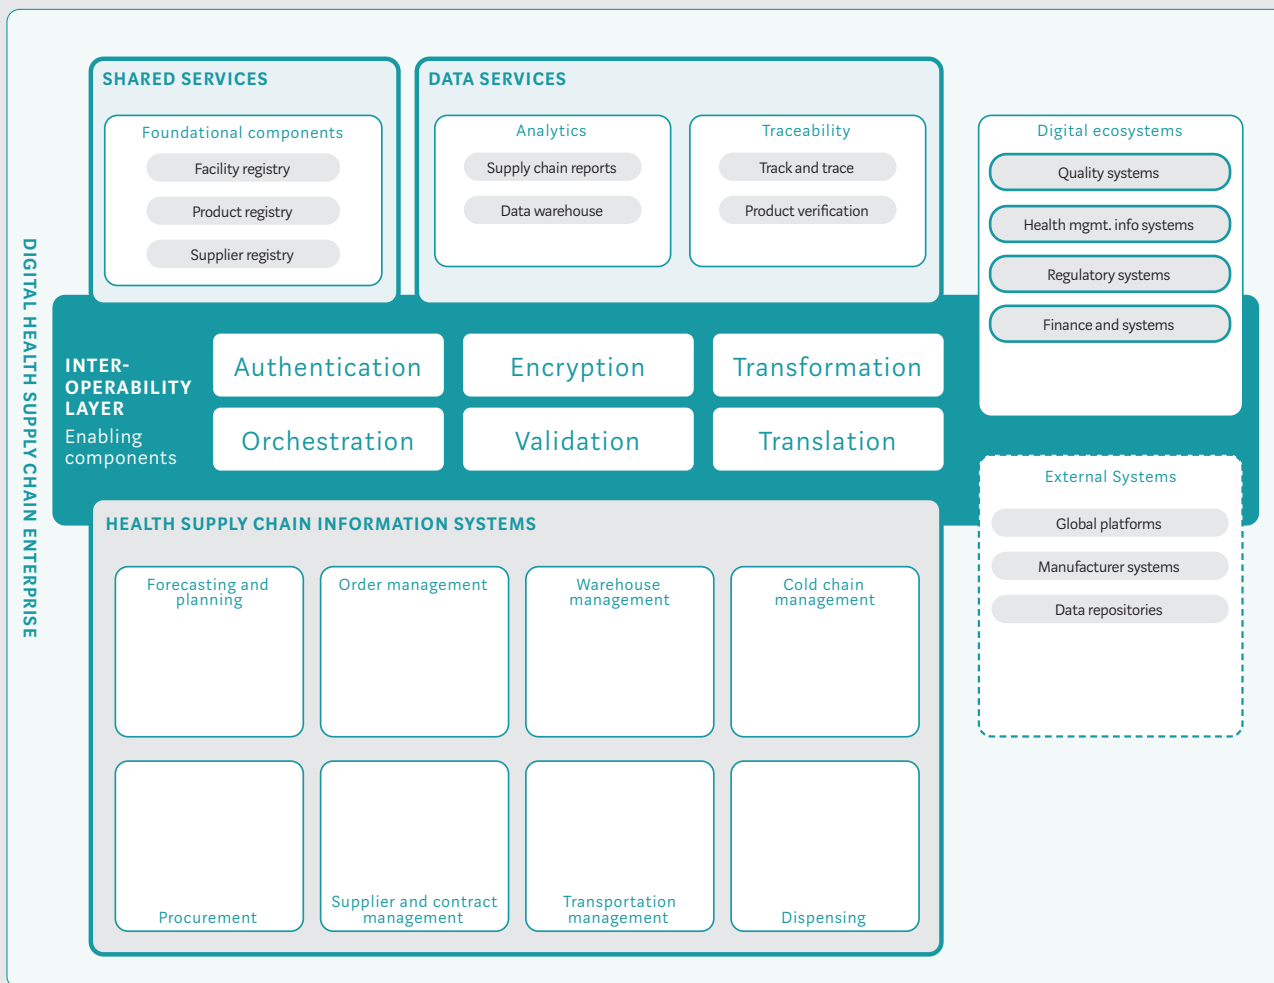 DIGITAL HEALTH SUPPLY CHAIN ENTERPRISE
SHARED SERVICES
Foundational components
Facility registry
Product registry
Supplier registry
DATA SERVICES
Analytics
Supply chain reports
Data warehouse
Traceability
Track and trace
Product verification
Digital ecosystems
Quality systems
Health mgmt. info systems
Regulatory systems
Finance and systems
INTER-
OPERABILITY
LAYER
Enabling
components
Authentication
Encryption
Transformation
Orchestration
Validation
Translation
External Systems
Global platforms
Manufacturer systems
Data repositories
HEALTH SUPPLY CHAIN INFORMATION SYSTEMS
Forecasting and
planning
Order management
Warehouse
management
Cold chain
management
Procurement
Supplier and contract
management
Transportation
management
Dispensing